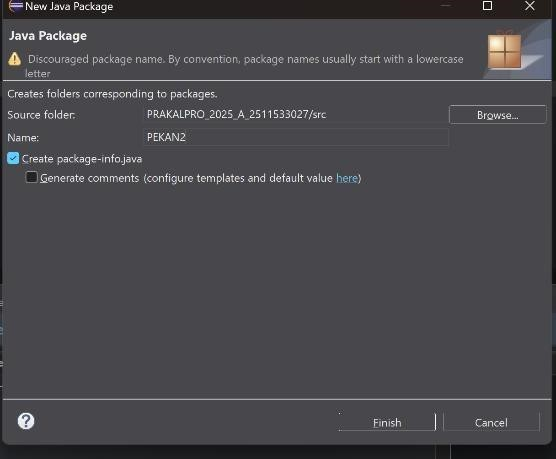 New Java Package
Java Package
Discouraged package name. By convention, package names usually start with a lowercase
letter
Creates folders corresponding to packages.
Source folder: PRAKALPRO_2025_A_2511533027/src Browse...
Name: PEKAN2
Create package-info.java
Generate comments (configure templates and default value here)
? Finish Cancel